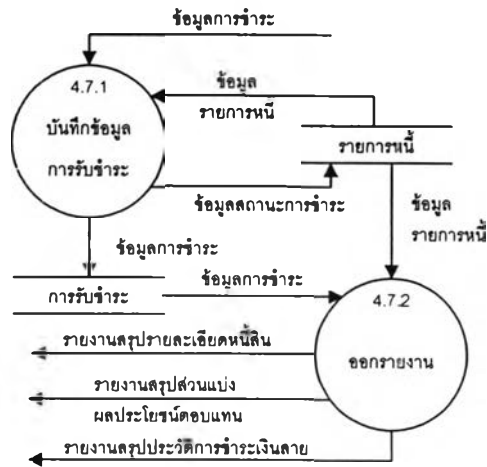 ข้อมูลการชำระ
4.7.1
บันทึกข้อมูล
การรับชำระ
ข้อมูล
รายการหนี้
รายการหนี้
ข้อมูลสถานะการชำระ
ข้อมูล
รายการหนี้
ข้อมูลการชำระ
การรับชำระ
ข้อมูลการชำระ
4.7.2
ออกรายงาน
รายงานสรุปรายละเอียดหนี้สิน
รายงานสรุปส่วนแบ่ง
ผลประโยชน์ตอบแทน
รายงานสรุปประวัติการชำระเงินสาย